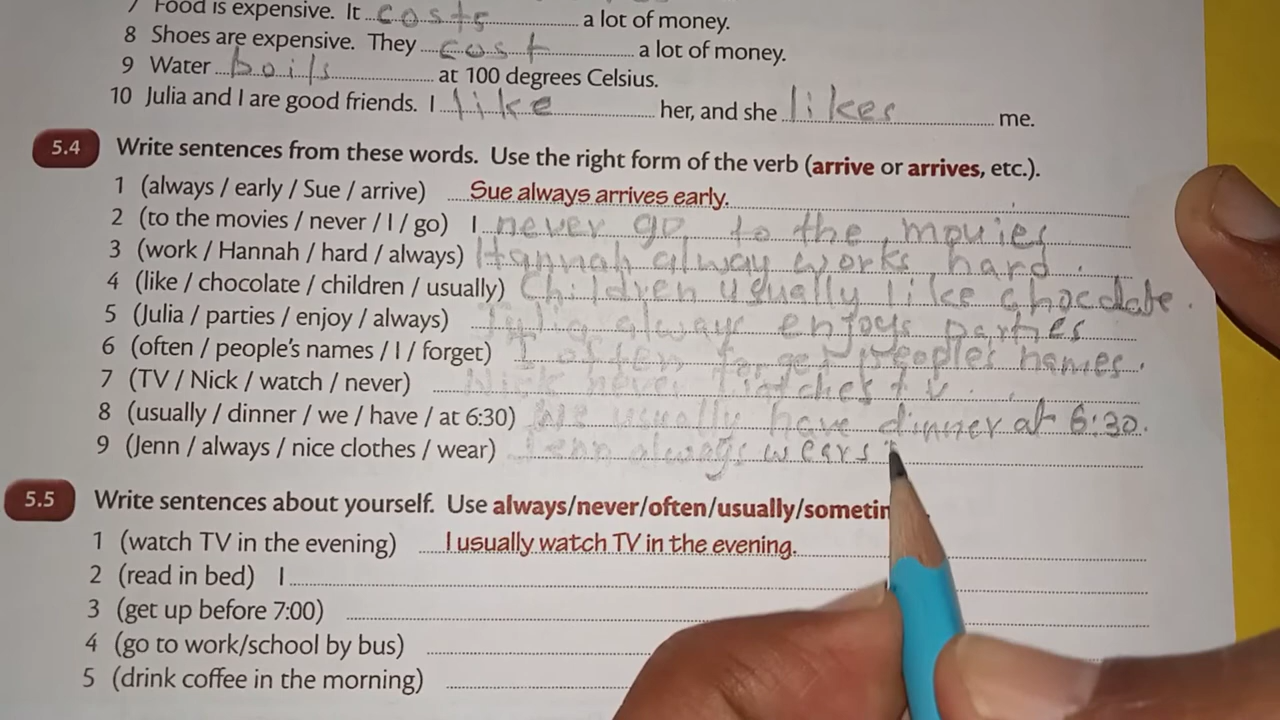 7 Food is expensive. It costs a lot of money.
8 Shoes are expensive. They cost a lot of money.
9 Water boils at 100 degrees Celsius.
10 Julia and I are good friends. I like her, and she likes me.
5.4 Write sentences from these words. Use the right form of the verb (arrive or arrives, etc.).
1 (always / early / Sue / arrive) Sue always arrives early.
2 (to the movies / never / I / go) I never go to the movies
3 (work / Hannah / hard / always) Hannah alway works hard.
4 (like / chocolate / children / usually) Children usually like chocolate.
5 (Julia / parties / enjoy / always) Julia always enjoys parties
6 (often / people's names / I / forget) I often forget people's names.
7 (TV / Nick / watch / never) Nick never watches tv.
8 (usually / dinner / we / have / at 6:30) We usually have dinner at 6:30.
9 (Jenn / always / nice clothes / wear) Jenn always wears
5.5 Write sentences about yourself. Use always/never/often/usually/sometim
1 (watch TV in the evening) I usually watch TV in the evening.
2 (read in bed) I
3 (get up before 7:00)
4 (go to work/school by bus)
5 (drink coffee in the morning)